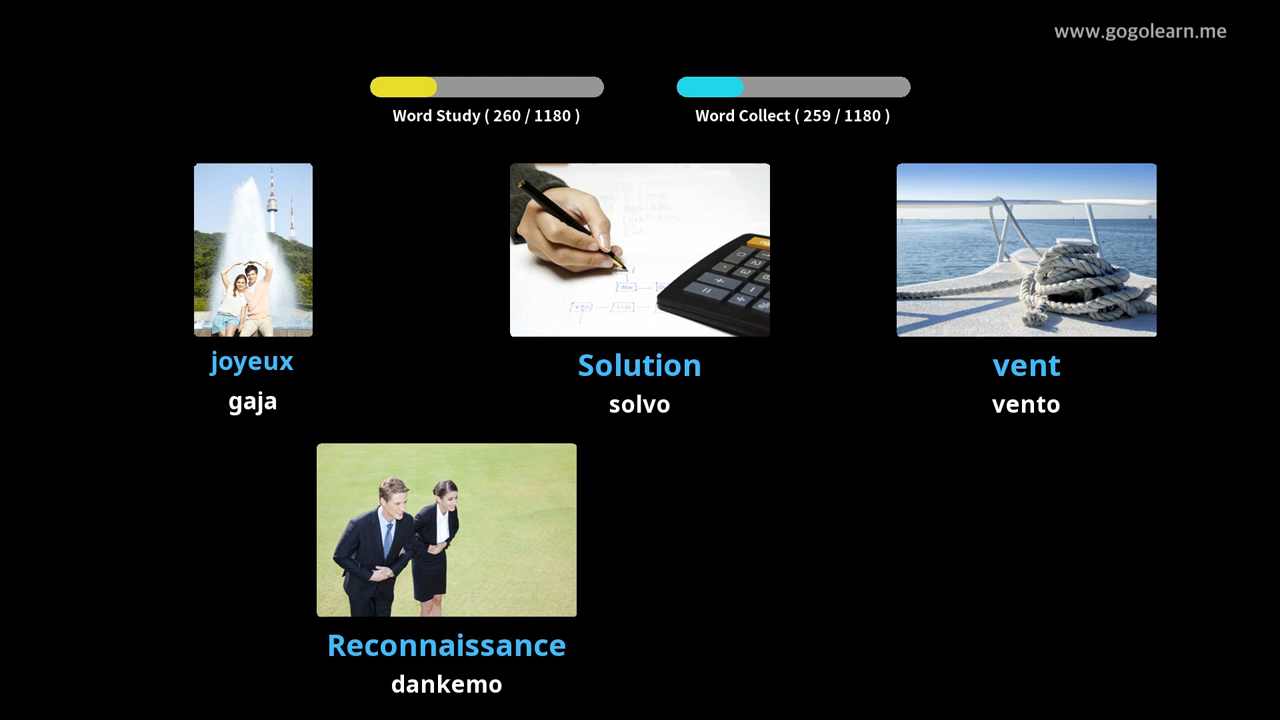 www.gogolearn.me
Word Study ( 260 / 1180 )
Word Collect ( 259 / 1180 )
joyeux
gaja
Solution
solvo
vent
vento
Reconnaissance
dankemo